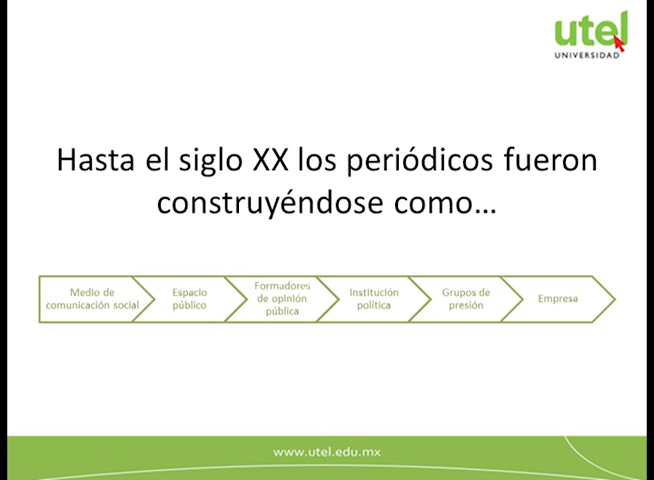 utel
UNIVERSIDAD
Hasta el siglo XX los periódicos fueron
construyéndose como...
Medio de
comunicación social
Espacio
público
Formadores
de opinión
pública
Institución
política
Grupos de
presión
Empresa
www.utel.edu.mx